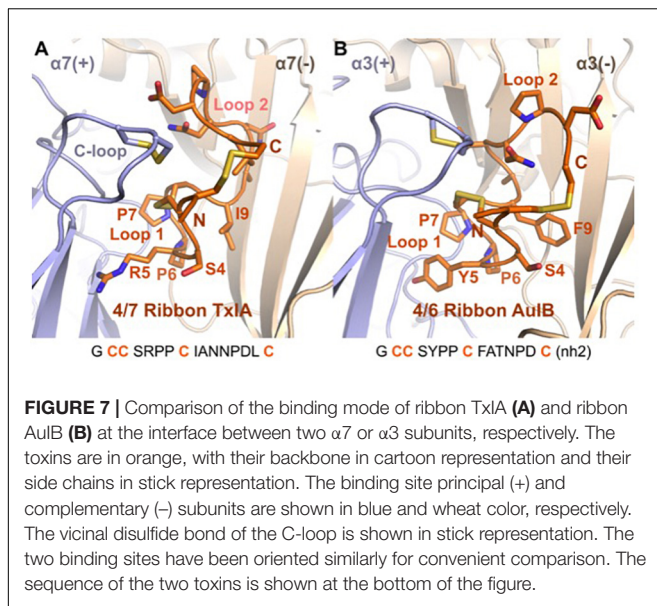 A
α7(+)
α7(-)
Loop 2
C-loop
C
P7
N
I9
Loop 1
R5
P6
S4
4/7 Ribbon TxIA
G CC SRPP C IANNPDL C
B
α3(+)
α3(-)
Loop 2
C
P7
N
F9
Loop 1
Y5
P6
S4
4/6 Ribbon AuIB
G CC SYPP C FATNPD C (nh2)
FIGURE 7 | Comparison of the binding mode of ribbon TxIA (A) and ribbon
AuIB (B) at the interface between two α7 or α3 subunits, respectively. The
toxins are in orange, with their backbone in cartoon representation and their
side chains in stick representation. The binding site principal (+) and
complementary (–) subunits are shown in blue and wheat color, respectively.
The vicinal disulfide bond of the C-loop is shown in stick representation. The
two binding sites have been oriented similarly for convenient comparison. The
sequence of the two toxins is shown at the bottom of the figure.